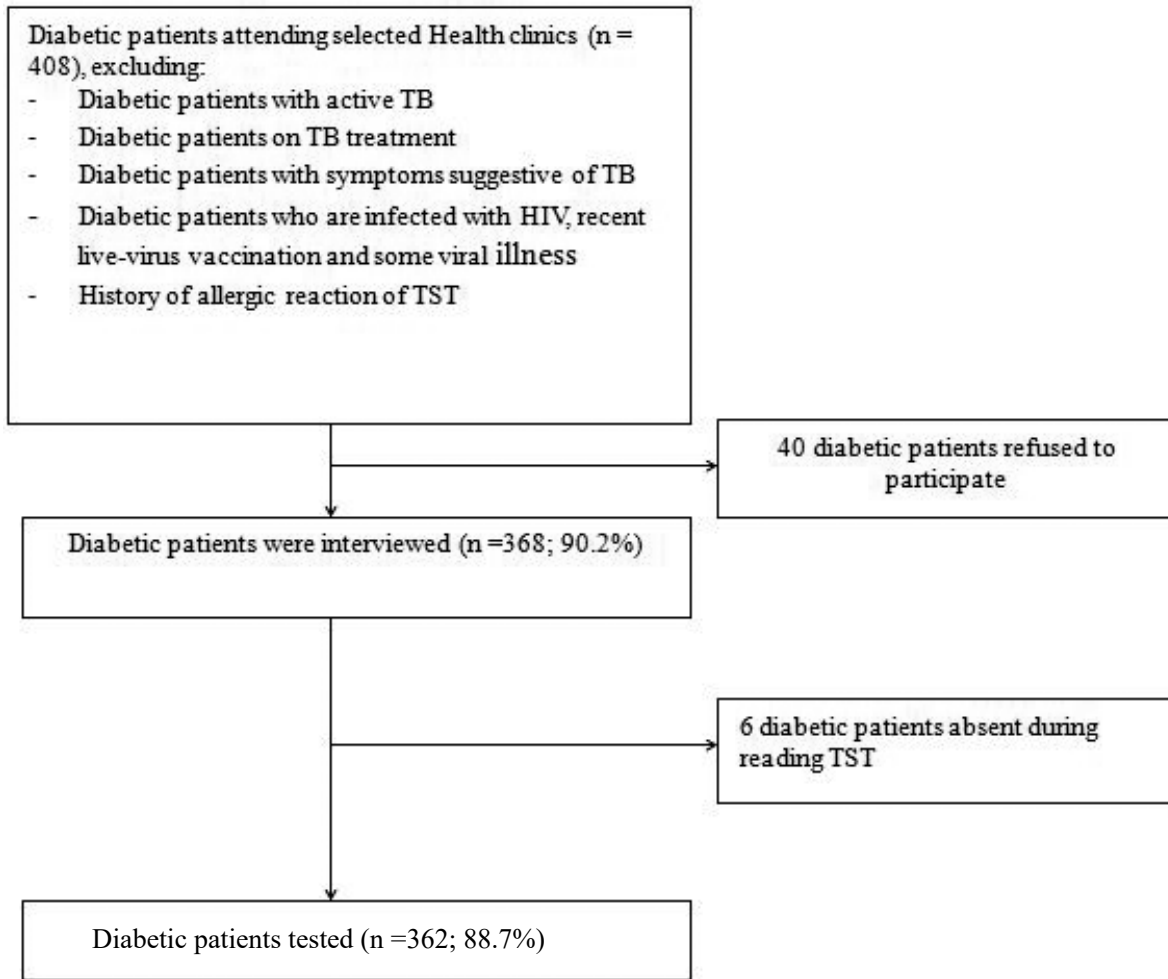 Diabetic patients attending selected Health clinics (n =
408), excluding:
- Diabetic patients with active TB
- Diabetic patients on TB treatment
- Diabetic patients with symptoms suggestive of TB
- Diabetic patients who are infected with HIV, recent
live-virus vaccination and some viral illness
- History of allergic reaction of TST
40 diabetic patients refused to
participate
Diabetic patients were interviewed (n =368; 90.2%)
6 diabetic patients absent during
reading TST
Diabetic patients tested (n =362; 88.7%)